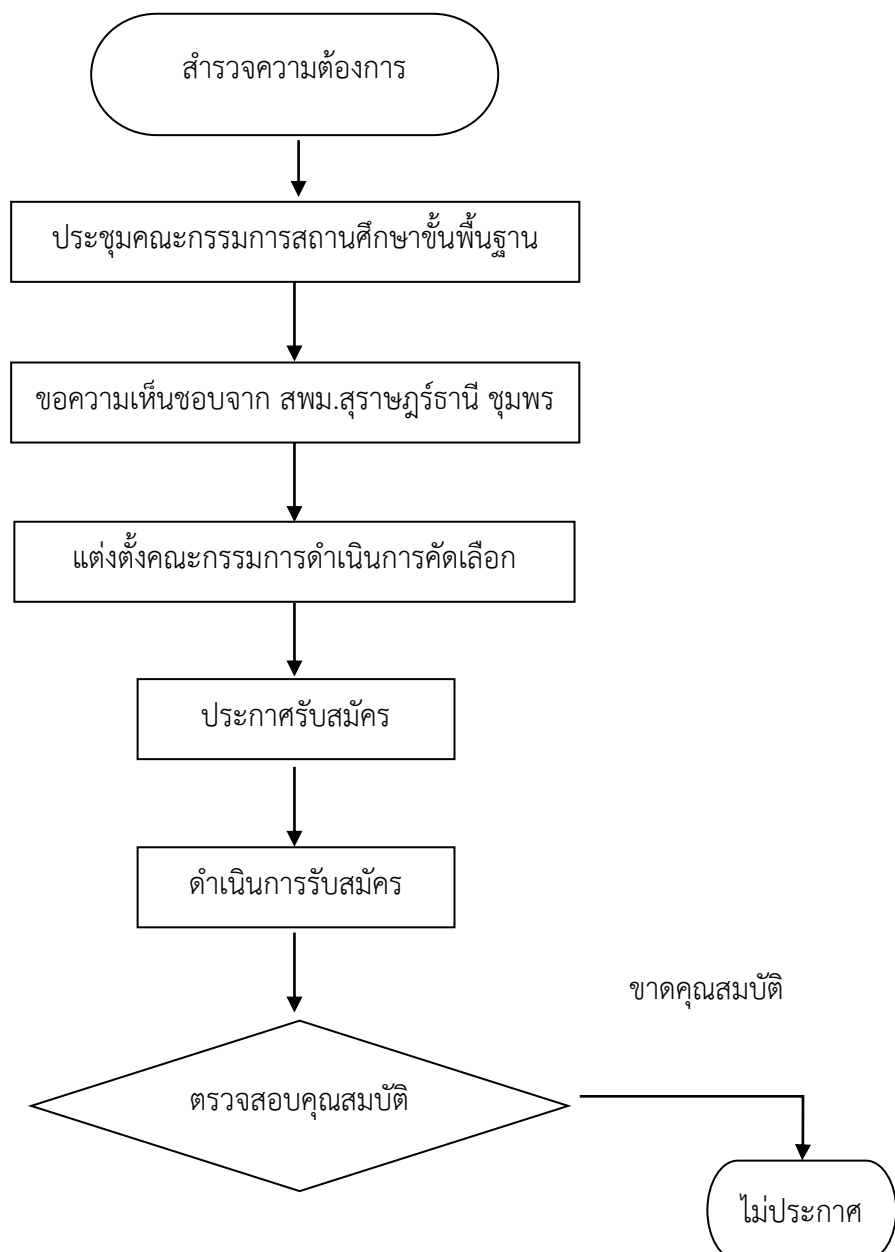 สำรวจความต้องการ
ประชุมคณะกรรมการสถานศึกษาขั้นพื้นฐาน
ขอความเห็นชอบจาก สพม.สุราษฎร์ธานี ชุมพร
แต่งตั้งคณะกรรมการดำเนินการคัดเลือก
ประกาศรับสมัคร
ดำเนินการรับสมัคร
ขาดคุณสมบัติ
ตรวจสอบคุณสมบัติ
ไม่ประกาศ